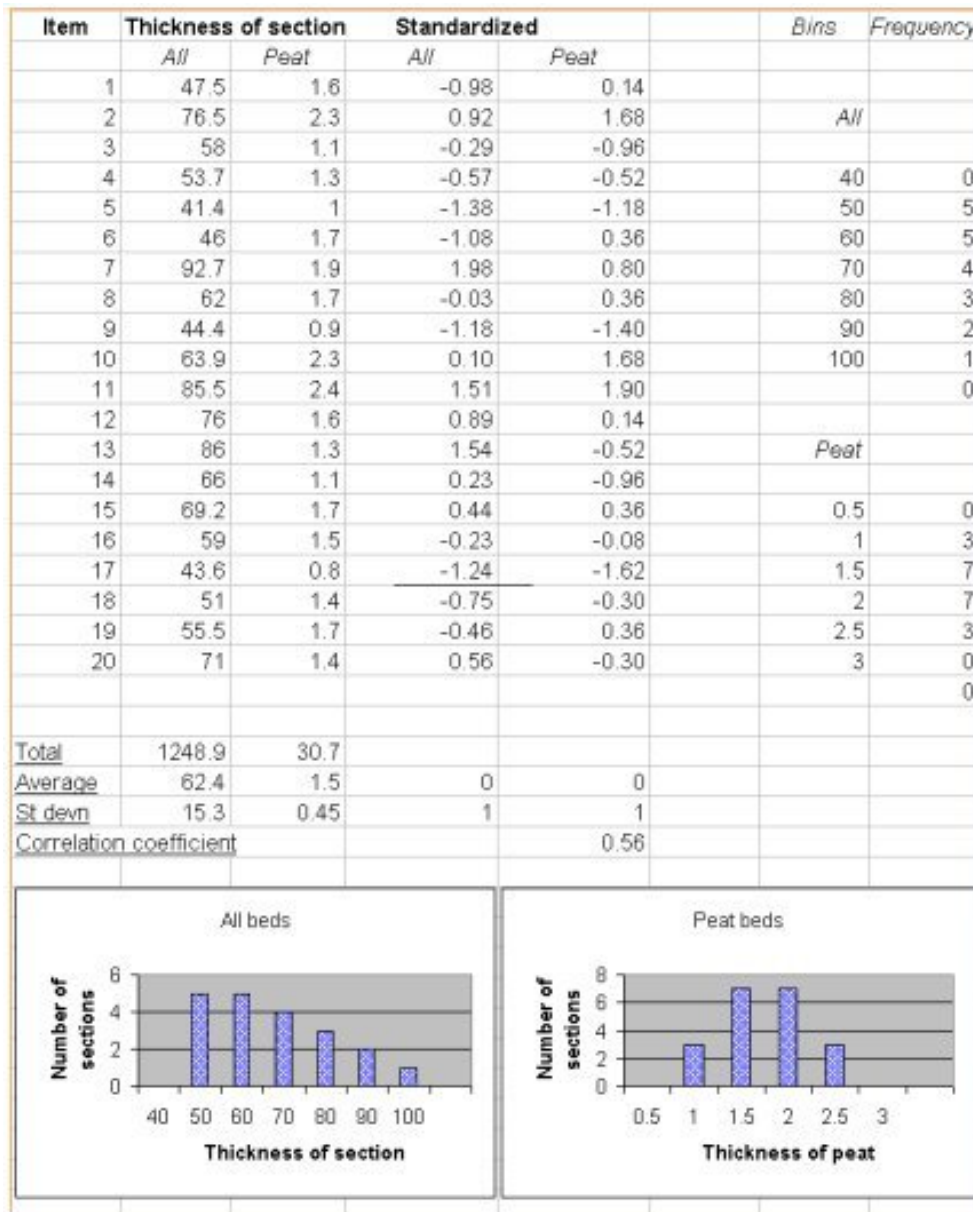 Item Thickness of section Standardized Bins Frequency
All Peat All Peat
1 47.5 1.6 -0.98 0.14
2 76.5 2.3 0.92 1.68 All
3 58 1.1 -0.29 -0.96
4 53.7 1.3 -0.57 -0.52 40 0
5 41.4 1 -1.38 -1.18 50 5
6 46 1.7 -1.08 0.36 60 5
7 92.7 1.9 1.98 0.80 70 4
8 62 1.7 -0.03 0.36 80 3
9 44.4 0.9 -1.18 -1.40 90 2
10 63.9 2.3 0.10 1.68 100 1
11 85.5 2.4 1.51 1.90 0
12 76 1.6 0.89 0.14
13 86 1.3 1.54 -0.52 Peat
14 66 1.1 0.23 -0.96
15 69.2 1.7 0.44 0.36 0.5 0
16 59 1.5 -0.23 -0.08 1 3
17 43.6 0.8 -1.24 -1.62 1.5 7
18 51 1.4 -0.75 -0.30 2 7
19 55.5 1.7 -0.46 0.36 2.5 3
20 71 1.4 0.56 -0.30 3 0
0
Total 1248.9 30.7
Average 62.4 1.5 0 0
St devn 15.3 0.45 1 1
Correlation coefficient 0.56
All beds
Number of
sections
6
4
2
0
40 50 60 70 80 90 100
Thickness of section
Peat beds
Number of
sections
8
6
4
2
0
0.5 1 1.5 2 2.5 3
Thickness of peat